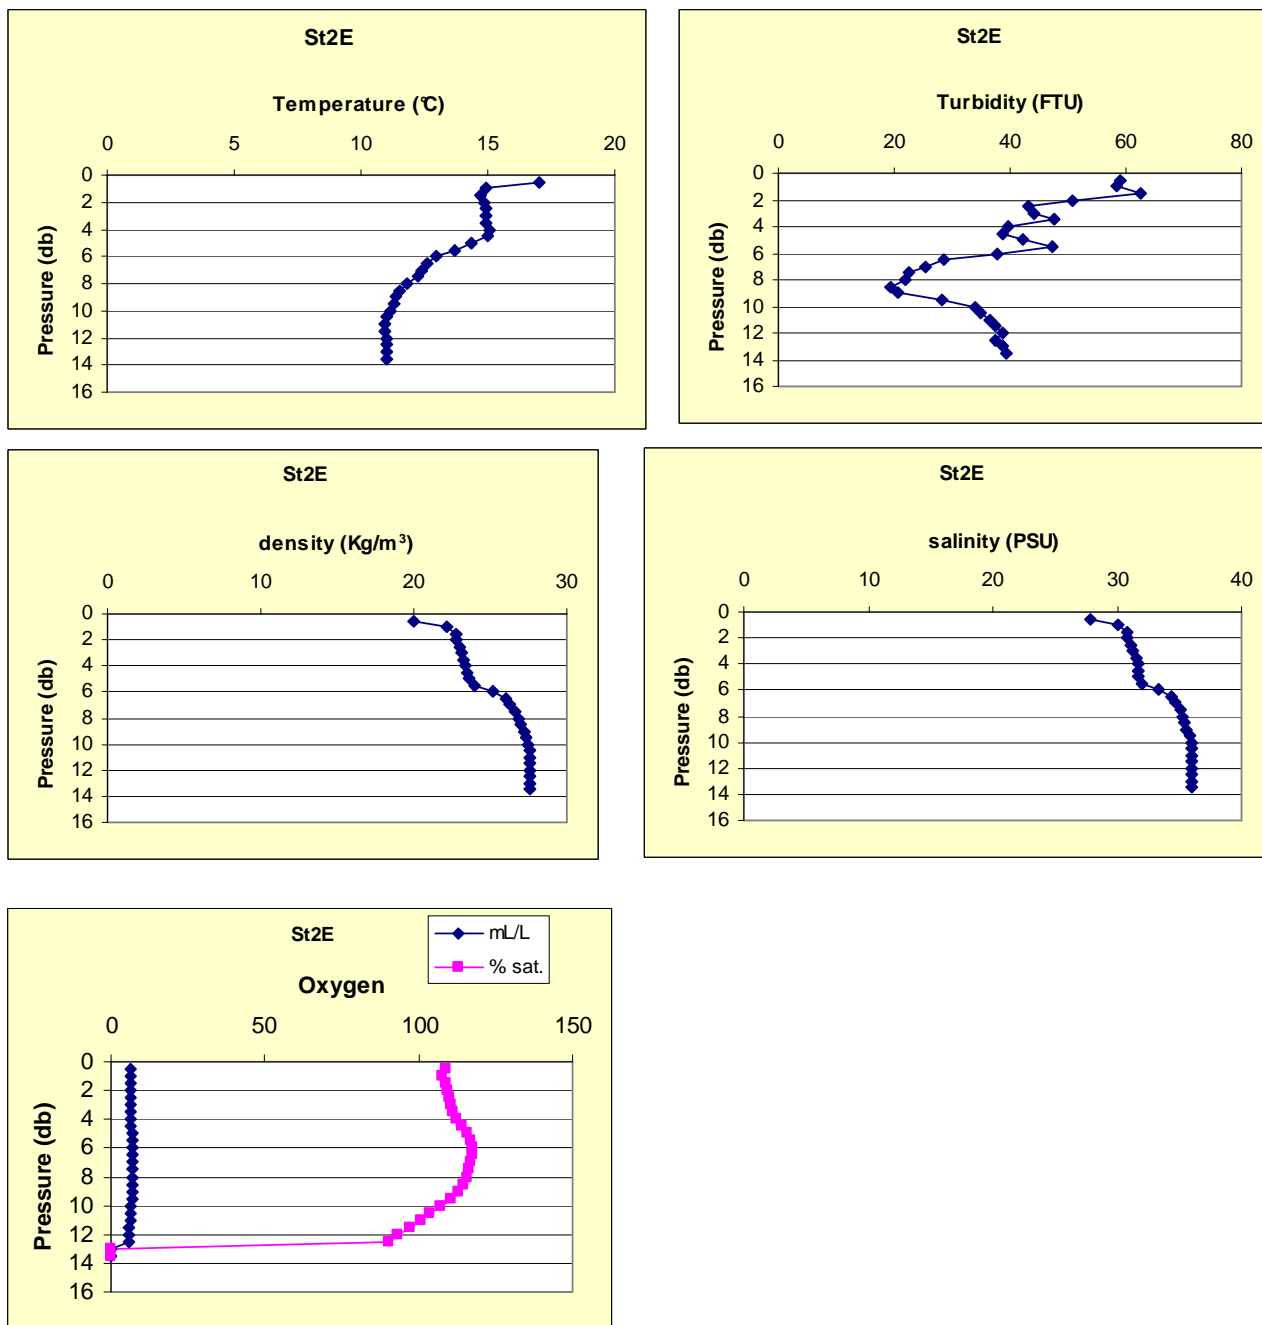 St2E
Temperature (°C)
0 5 10 15 20
0
2
4
6
8
10
12
14
16
Pressure (db)
St2E
Turbidity (FTU)
0 20 40 60 80
0
2
4
6
8
10
12
14
16
Pressure (db)
St2E
density (Kg/m³)
0 10 20 30
0
2
4
6
8
10
12
14
16
Pressure (db)
St2E
salinity (PSU)
0 10 20 30 40
0
2
4
6
8
10
12
14
16
Pressure (db)
St2E
mL/L
% sat.
Oxygen
0 50 100 150
0
2
4
6
8
10
12
14
16
Pressure (db)